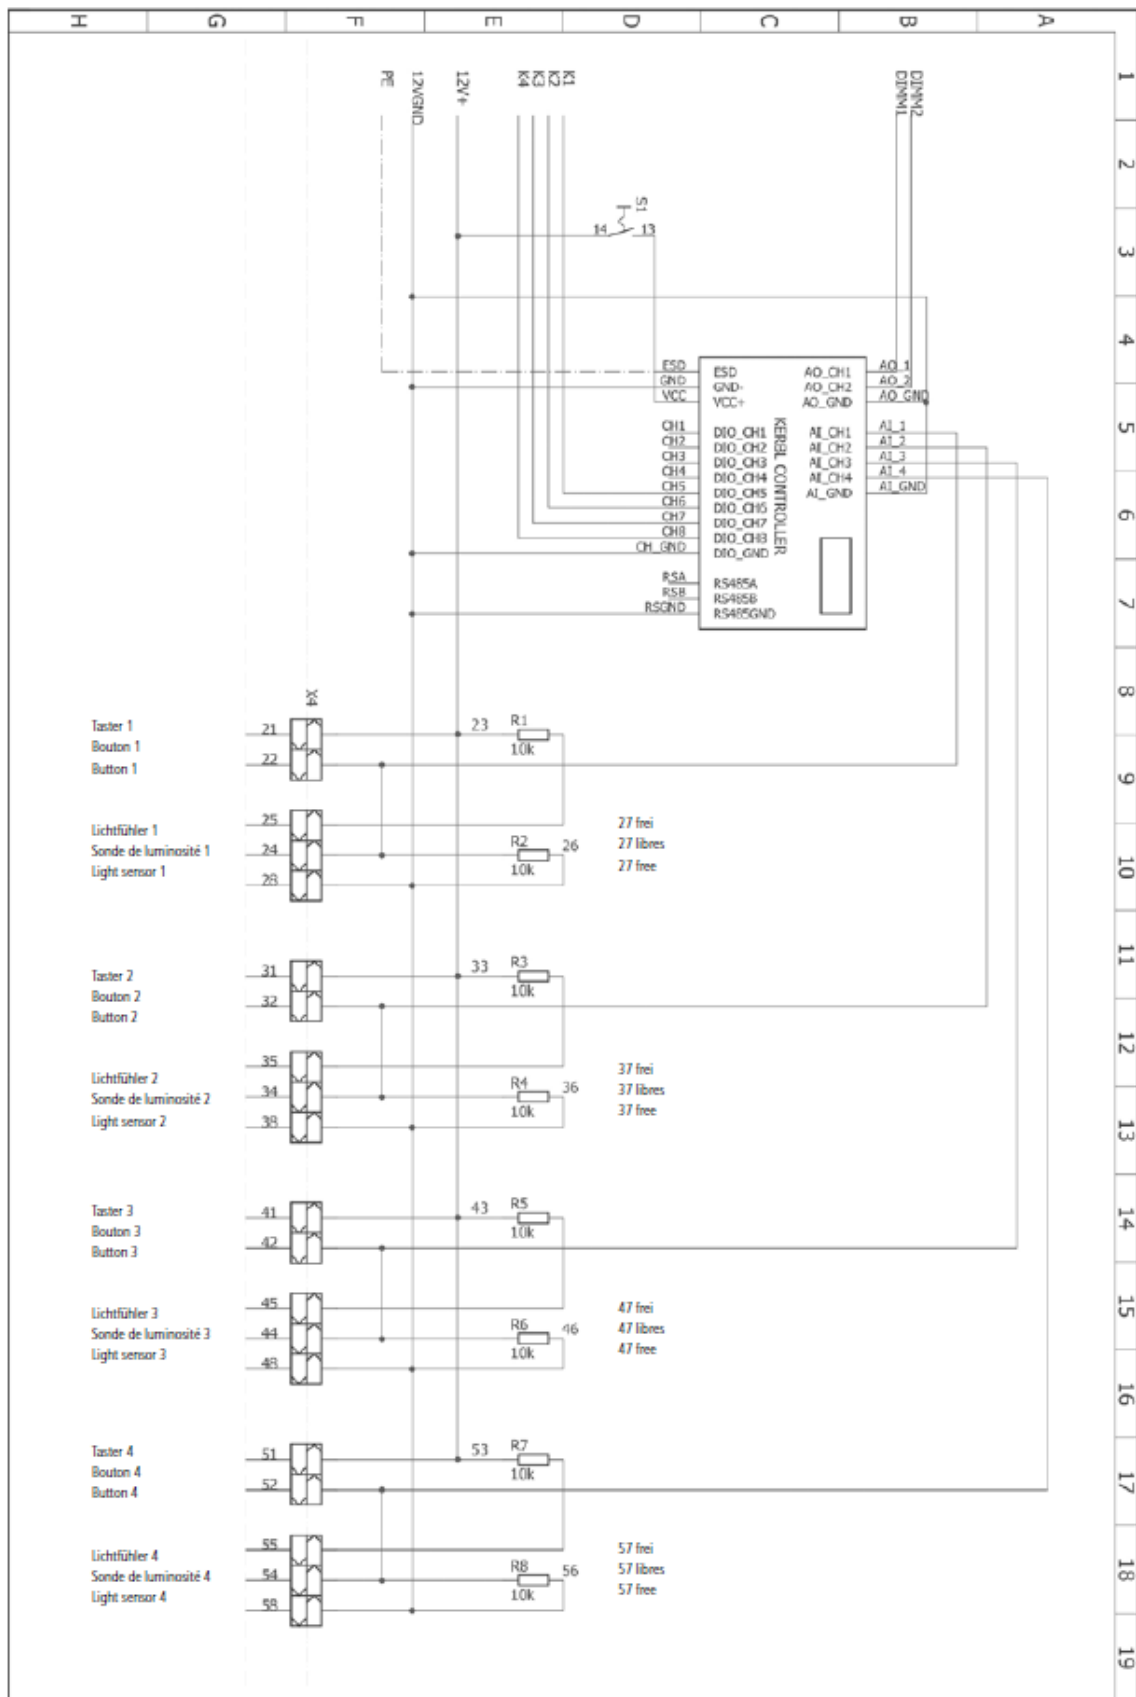 H G F E D C B A
1
2
3
4
5
6
7
8
9
10
11
12
13
14
15
16
17
18
19
PE
12VGND
12V+
K4
K3
K2
K1
DIMM1
DIMM2
S1
14 13
ESD
GND
VCC
CH1
CH2
CH3
CH4
CH5
CH6
CH7
CH8
CH_GND
RSA
RSB
RSGND
ESD
GND-
VCC+
DIO_CH1
DIO_CH2
DIO_CH3
DIO_CH4
DIO_CH5
DIO_CH6
DIO_CH7
DIO_CH8
DIO_GND
RS485A
RS485B
RS485GND
KERBL CONTROLLER
AO_CH1
AO_CH2
AO_GND
AI_CH1
AI_CH2
AI_CH3
AI_CH4
AI_GND
AO_1
AO_2
AO_GND
AI_1
AI_2
AI_3
AI_4
AI_GND
X4
Taster 1
Bouton 1
Button 1
21
22
23 R1
10k
Lichtfühler 1
Sonde de luminosité 1
Light sensor 1
25
24
28
R2 26
10k
27 frei
27 libres
27 free
Taster 2
Bouton 2
Button 2
31
32
33 R3
10k
Lichtfühler 2
Sonde de luminosité 2
Light sensor 2
35
34
38
R4 36
10k
37 frei
37 libres
37 free
Taster 3
Bouton 3
Button 3
41
42
43 R5
10k
Lichtfühler 3
Sonde de luminosité 3
Light sensor 3
45
44
48
R6 46
10k
47 frei
47 libres
47 free
Taster 4
Bouton 4
Button 4
51
52
53 R7
10k
Lichtfühler 4
Sonde de luminosité 4
Light sensor 4
55
54
58
R8 56
10k
57 frei
57 libres
57 free